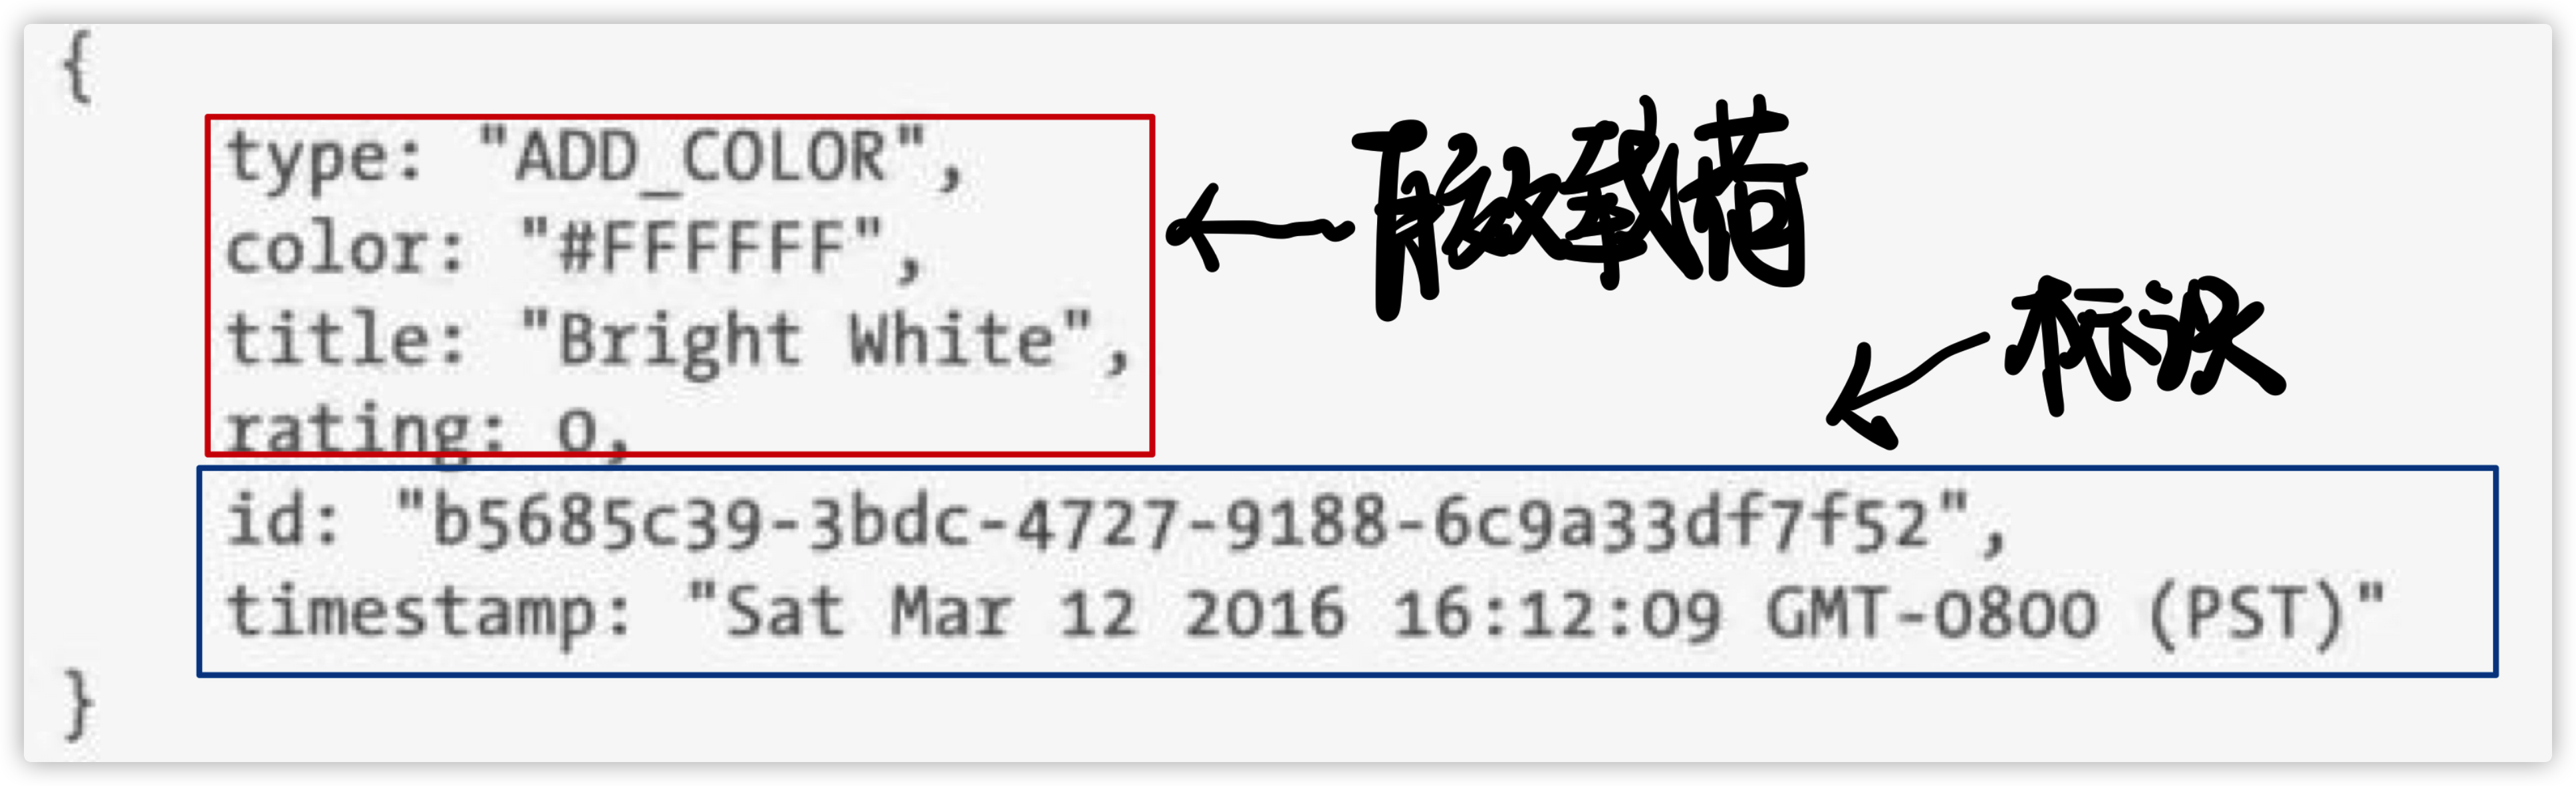 {
type: "ADD_COLOR",
color: "#FFFFFF",
title: "Bright White",
rating: 0,
有效载荷
标识
id: "b5685c39-3bdc-4727-9188-6c9a33df7f52",
timestamp: "Sat Mar 12 2016 16:12:09 GMT-0800 (PST)"
}